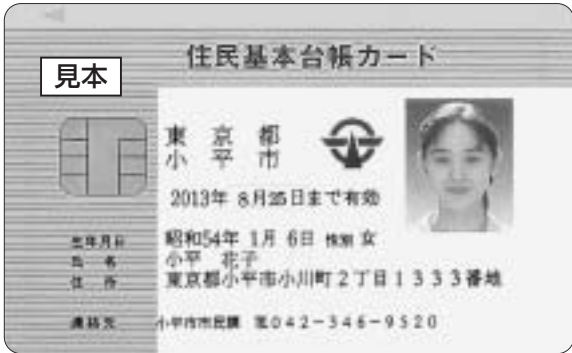 住民基本台帳カード
見本
東京都
小平市
2013年 8月25日まで有効
生年月日 昭和54年 1月 6日 性別 女
氏名 小平 花子
住所 東京都小平市小川町2丁目1333番地
連絡先 小平市市民課 ℡042-346-9520